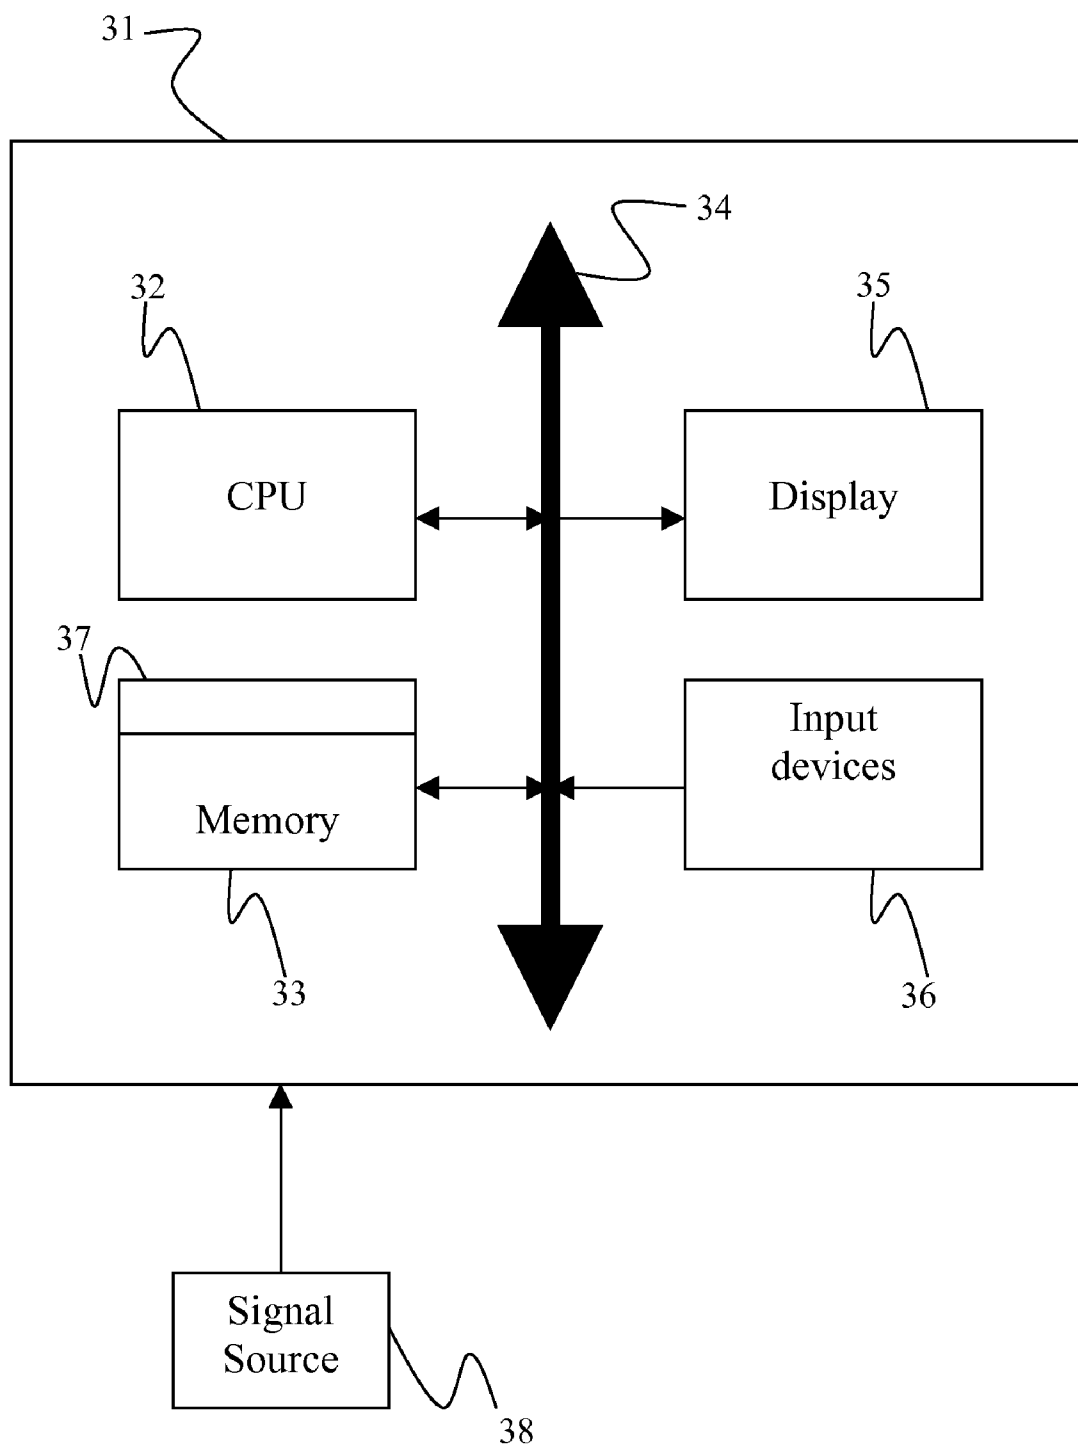 31
34
32
35
CPU
Display
37
Input
devices
Memory
33
36
Signal
Source
38